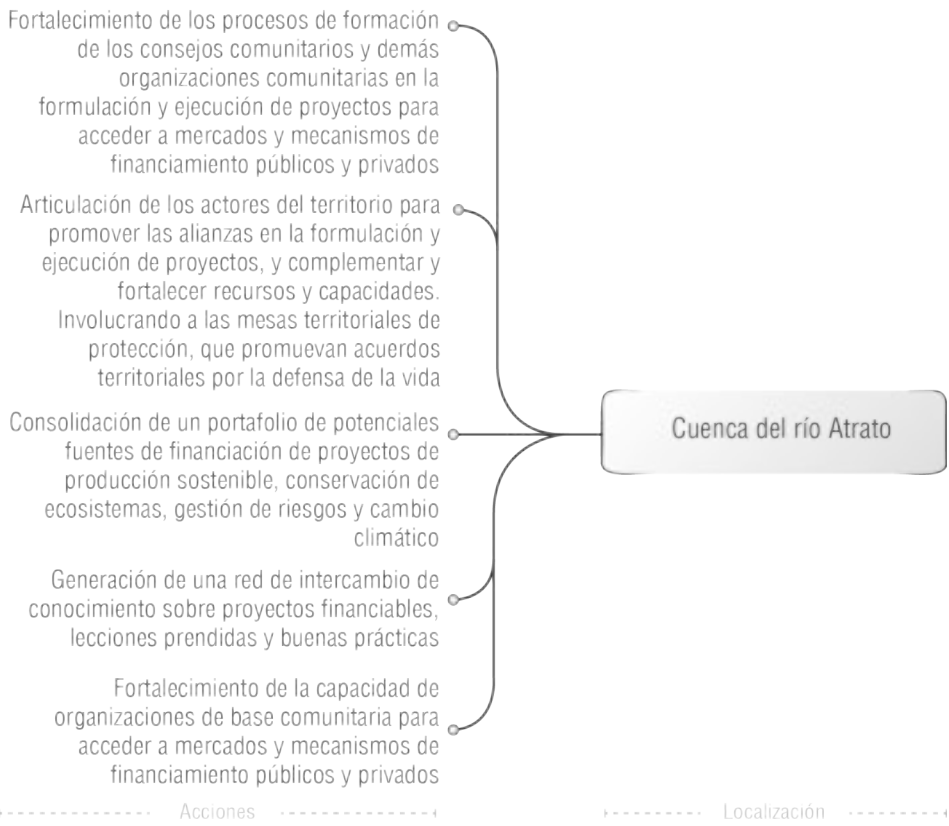 Fortalecimiento de los procesos de formación
de los consejos comunitarios y demás
organizaciones comunitarias en la
formulación y ejecución de proyectos para
acceder a mercados y mecanismos de
financiamiento públicos y privados
Articulación de los actores del territorio para
promover las alianzas en la formulación y
ejecución de proyectos, y complementar y
fortalecer recursos y capacidades.
Involucrando a las mesas territoriales de
protección, que promuevan acuerdos
territoriales por la defensa de la vida
Consolidación de un portafolio de potenciales
fuentes de financiación de proyectos de
producción sostenible, conservación de
ecosistemas, gestión de riesgos y cambio
climático
Generación de una red de intercambio de
conocimiento sobre proyectos financiables,
lecciones prendidas y buenas prácticas
Fortalecimiento de la capacidad de
organizaciones de base comunitaria para
acceder a mercados y mecanismos de
financiamiento públicos y privados
Cuenca del río Atrato
Acciones
Localización